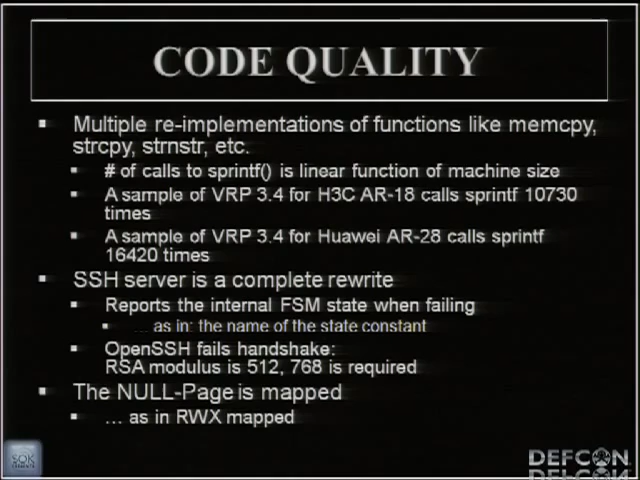 CODE QUALITY
Multiple re-implementations of functions like memcpy,
strcpy, strnstr, etc.
# of calls to sprintf() is linear function of machine size
A sample of VRP 3.4 for H3C AR-18 calls sprintf 10730
times
A sample of VRP 3.4 for Huawei AR-28 calls sprintf
16420 times
SSH server is a complete rewrite
Reports the internal FSM state when failing
... as in: the name of the state constant
OpenSSH fails handshake:
RSA modulus is 512, 768 is required
The NULL-Page is mapped
... as in RWX mapped
DEFCON